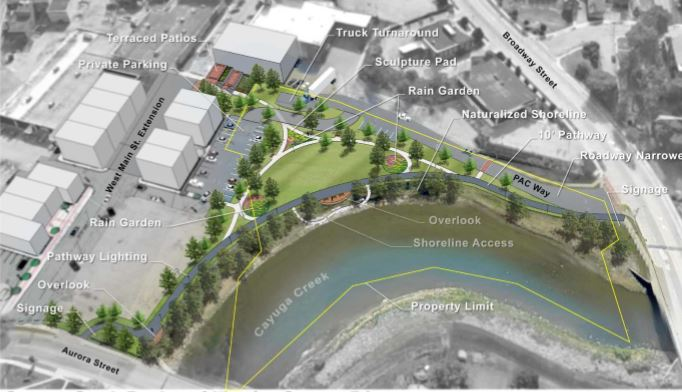 Terraced Patios
Truck Turnaround
Broadway Street
Private Parking
Sculpture Pad
Rain Garden
West Main St. Extension
Naturalized Shoreline
10' Pathway
Roadway Narrowe
PAC Way
Signage
Rain Garden
Overlook
Shoreline Access
Pathway Lighting
Overlook
Cayuga Creek
Property Limit
Signage
Aurora Street